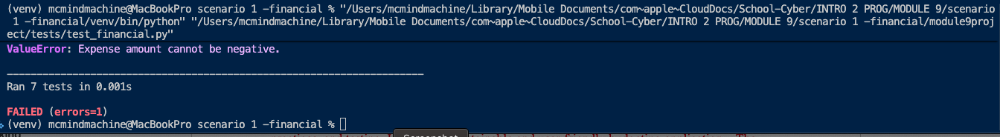 (venv) mcmindmachine@MacBookPro scenario 1 -financial % "/Users/mcmindmachine/Library/Mobile Documents/com~apple~CloudDocs/School-Cyber/INTRO 2 PROG/MODULE 9/scenario
1 -financial/venv/bin/python" "/Users/mcmindmachine/Library/Mobile Documents/com~apple~CloudDocs/School-Cyber/INTRO 2 PROG/MODULE 9/scenario 1 -financial/module9proj
ect/tests/test_financial.py"
ValueError: Expense amount cannot be negative.
----------------------------------------------------------------------
Ran 7 tests in 0.001s
FAILED (errors=1)
(venv) mcmindmachine@MacBookPro scenario 1 -financial %